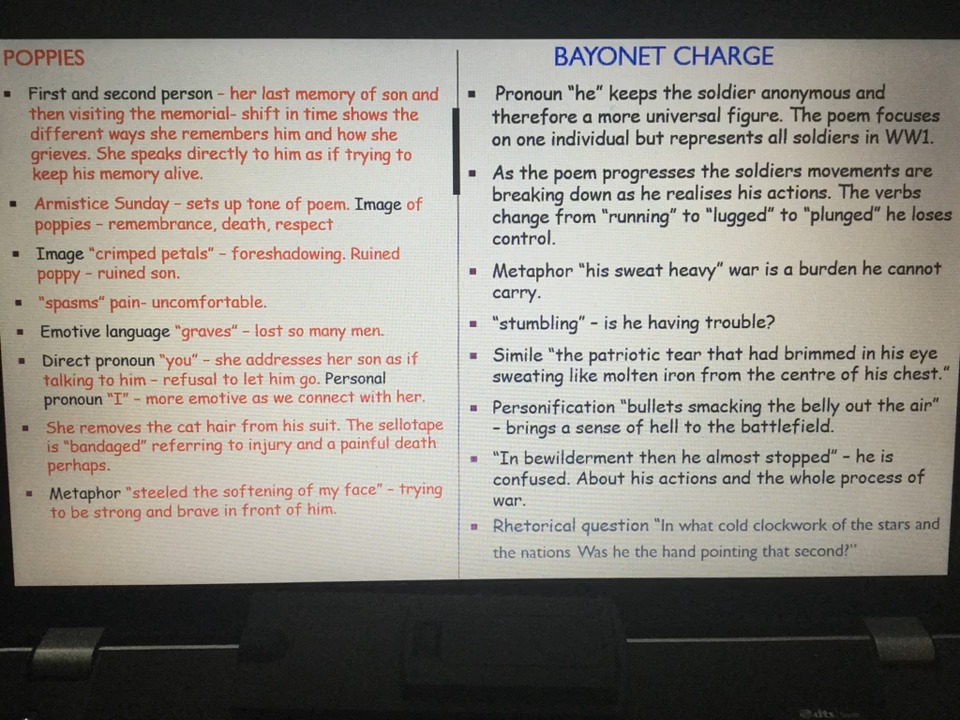 POPPIES
First and second person – her last memory of son and
then visiting the memorial- shift in time shows the
different ways she remembers him and how she
grieves. She speaks directly to him as if trying to
keep his memory alive.
Armistice Sunday – sets up tone of poem. Image of
poppies – remembrance, death, respect
Image "crimped petals" – foreshadowing. Ruined
poppy – ruined son.
"spasms" pain- uncomfortable.
Emotive language "graves" – lost so many men.
Direct pronoun "you" – she addresses her son as if
talking to him – refusal to let him go. Personal
pronoun "I" – more emotive as we connect with her.
She removes the cat hair from his suit. The sellotape
is "bandaged" referring to injury and a painful death
perhaps.
Metaphor "steeled the softening of my face" – trying
to be strong and brave in front of him.
BAYONET CHARGE
Pronoun "he" keeps the soldier anonymous and
therefore a more universal figure. The poem focuses
on one individual but represents all soldiers in WW1.
As the poem progresses the soldiers movements are
breaking down as he realises his actions. The verbs
change from "running" to "lugged" to "plunged" he loses
control.
Metaphor "his sweat heavy" war is a burden he cannot
carry.
"stumbling" – is he having trouble?
Simile "the patriotic tear that had brimmed in his eye
sweating like molten iron from the centre of his chest."
Personification "bullets smacking the belly out the air"
– brings a sense of hell to the battlefield.
"In bewilderment then he almost stopped" – he is
confused. About his actions and the whole process of
war.
Rhetorical question "In what cold clockwork of the stars and
the nations Was he the hand pointing that second?"
dts